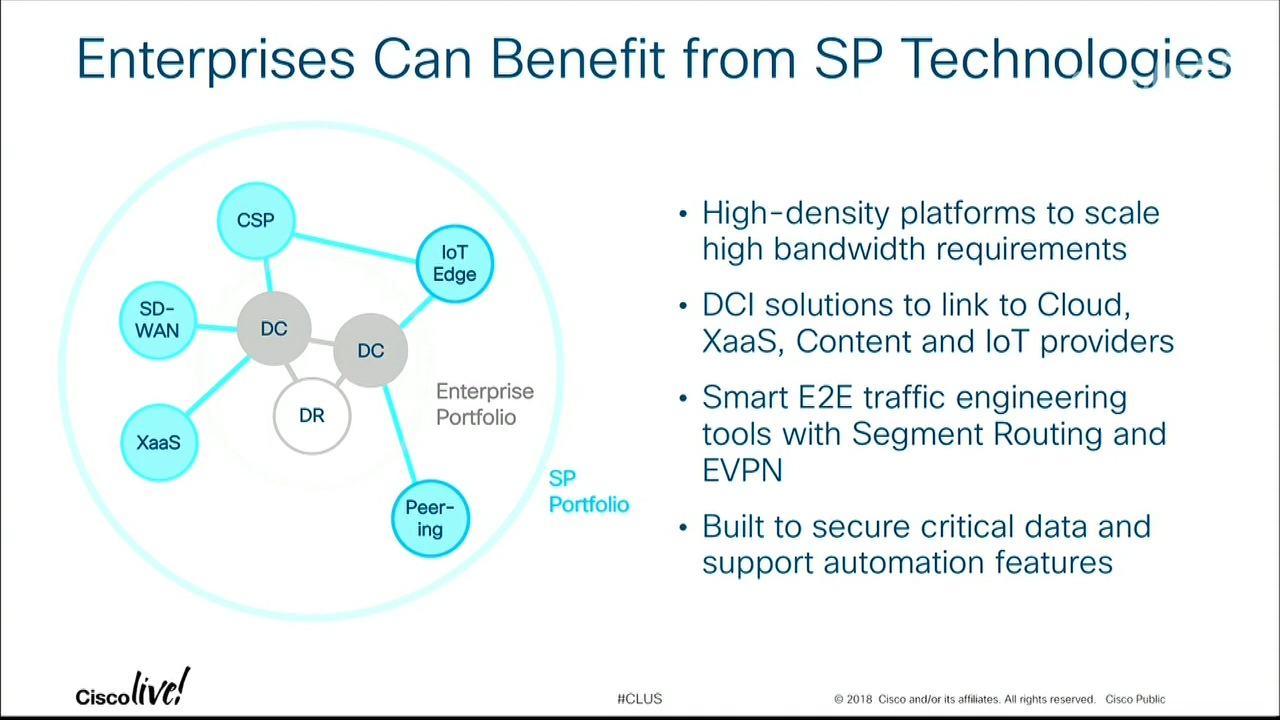 Enterprises Can Benefit from SP Technologies
CSP
IoT
Edge
SD-
WAN
DC
DC
DR
XaaS
Enterprise
Portfolio
SP
Portfolio
Peer-
ing
• High-density platforms to scale
high bandwidth requirements
• DCI solutions to link to Cloud,
XaaS, Content and IoT providers
• Smart E2E traffic engineering
tools with Segment Routing and
EVPN
• Built to secure critical data and
support automation features
Cisco live!
#CLUS
© 2018 Cisco and/or its affiliates. All rights reserved. Cisco Public